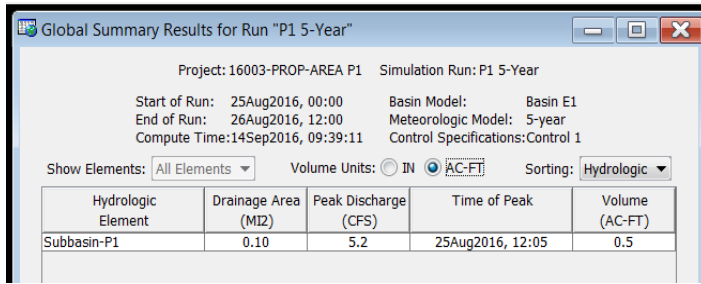 Global Summary Results for Run "P1 5-Year"
Project: 16003-PROP-AREA P1 Simulation Run: P1 5-Year
Start of Run: 25Aug2016, 00:00 Basin Model: Basin E1
End of Run: 26Aug2016, 12:00 Meteorologic Model: 5-year
Compute Time:14Sep2016, 09:39:11 Control Specifications:Control 1
Show Elements: All Elements Volume Units: IN AC-FT Sorting: Hydrologic
Hydrologic Drainage Area Peak Discharge Time of Peak Volume
Element (MI2) (CFS) (AC-FT)
Subbasin-P1 0.10 5.2 25Aug2016, 12:05 0.5